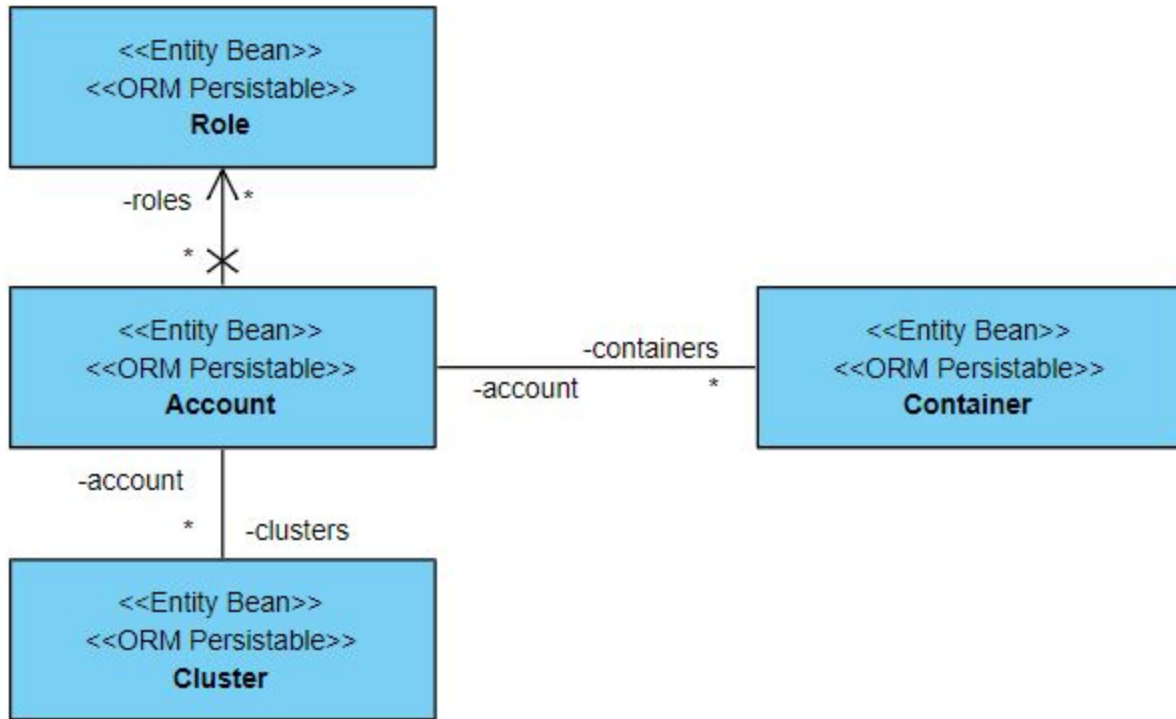 <<Entity Bean>>
<<ORM Persistable>>
Role
-roles
*
*
<<Entity Bean>>
<<ORM Persistable>>
Account
-containers
-account
*
<<Entity Bean>>
<<ORM Persistable>>
Container
-account
*
-clusters
<<Entity Bean>>
<<ORM Persistable>>
Cluster